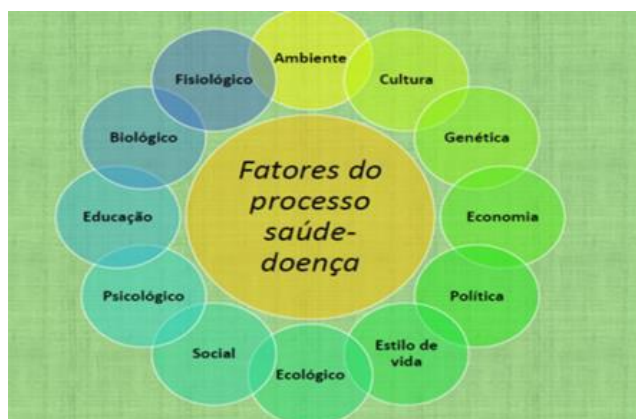 Fatores do
processo
saúde-
doença
Ambiente
Cultura
Genética
Economia
Política
Estilo de
vida
Ecológico
Social
Psicológico
Educação
Biológico
Fisiológico